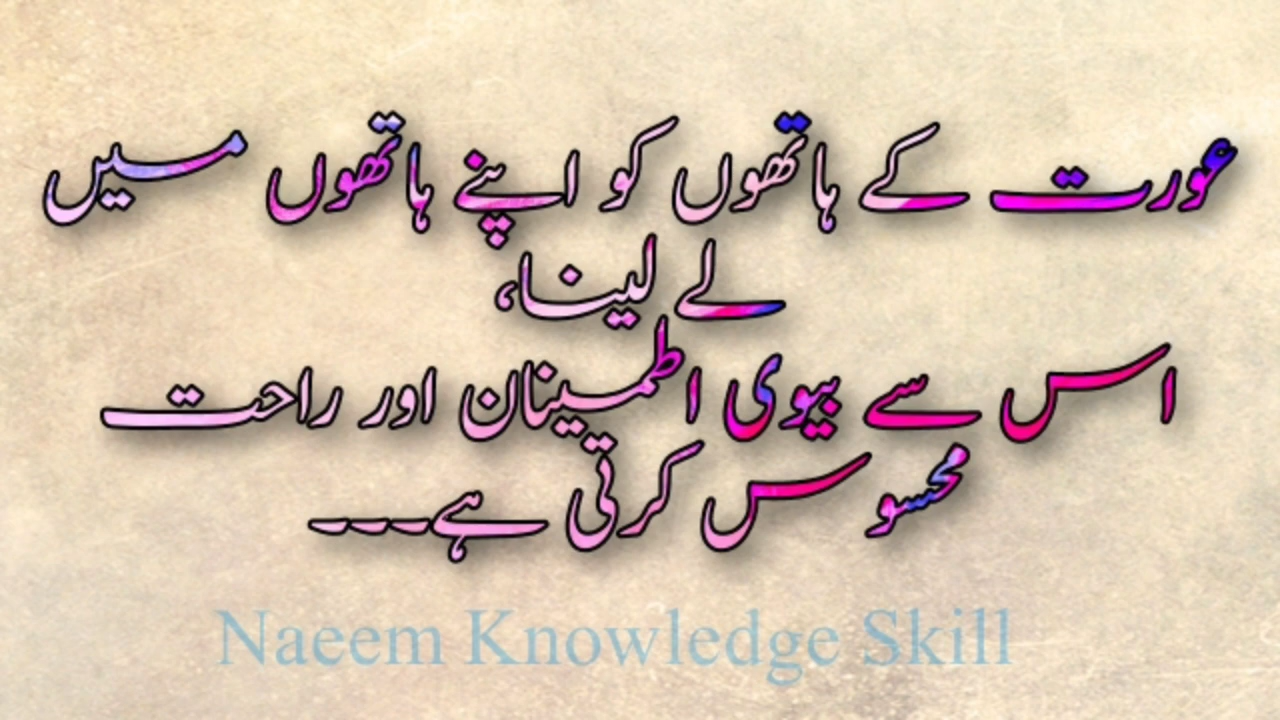 عورت کے ہاتھوں کو اپنے ہاتھوں میں
لے لینا،
اس سے بیوی اطمینان اور راحت
محسوس کرتی ہے۔۔۔
Naeem Knowledge Skill